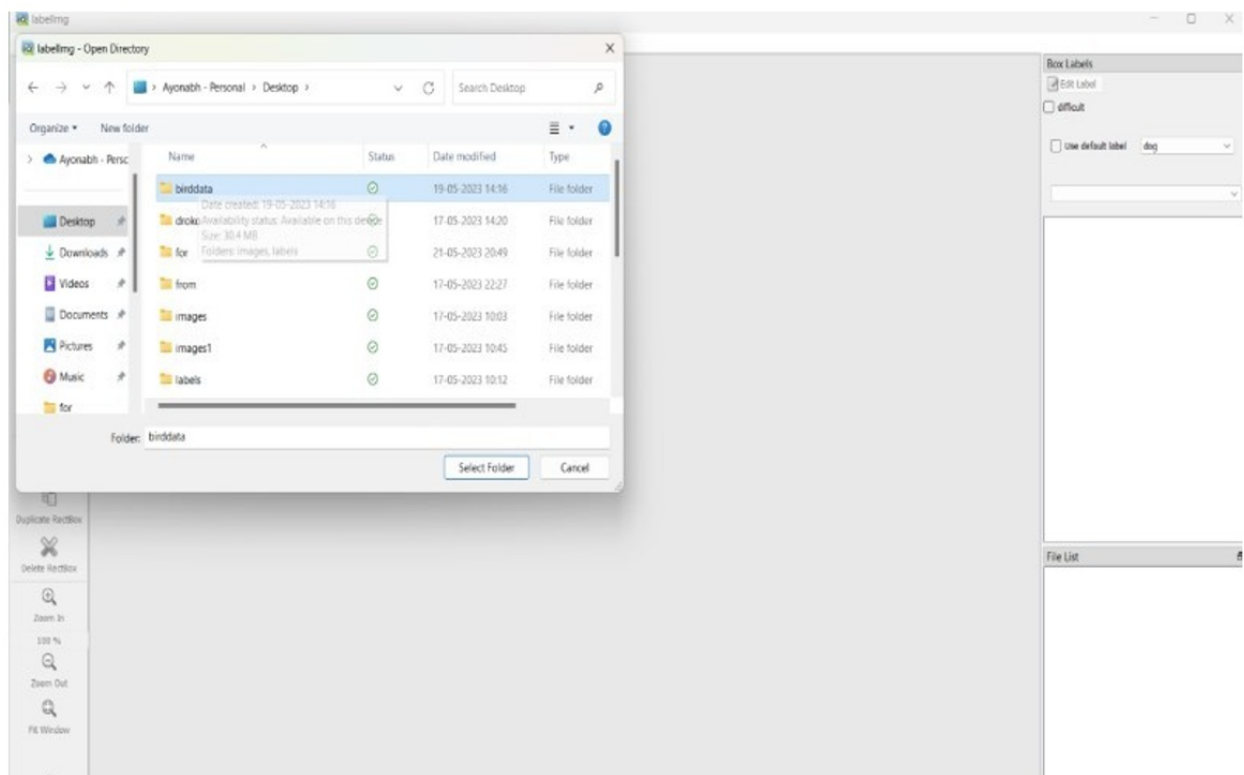 labelImg
labelImg - Open Directory
Ayonabh - Personal > Desktop >
Search Desktop
Organize
New folder
Ayonabh - Persc
Name
Status
Date modified
Type
birddata
19-05-2023 14:16
File folder
Date created: 19-05-2023 14:16
Desktop
Availability status: Available on this device
17-05-2023 14:20
File folder
Size: 30.4 MB
Downloads
for
Folders: images, labels
21-05-2023 20:49
File folder
Videos
from
17-05-2023 22:27
File folder
Documents
images
17-05-2023 10:03
File folder
Pictures
images1
17-05-2023 10:45
File folder
Music
labels
17-05-2023 10:12
File folder
for
Folder:
birddata
Select Folder
Cancel
Duplicate RectBox
Delete RectBox
Zoom In
100 %
Zoom Out
Fit Window
Box Labels
Edit Label
difficult
Use default label
dog
File List